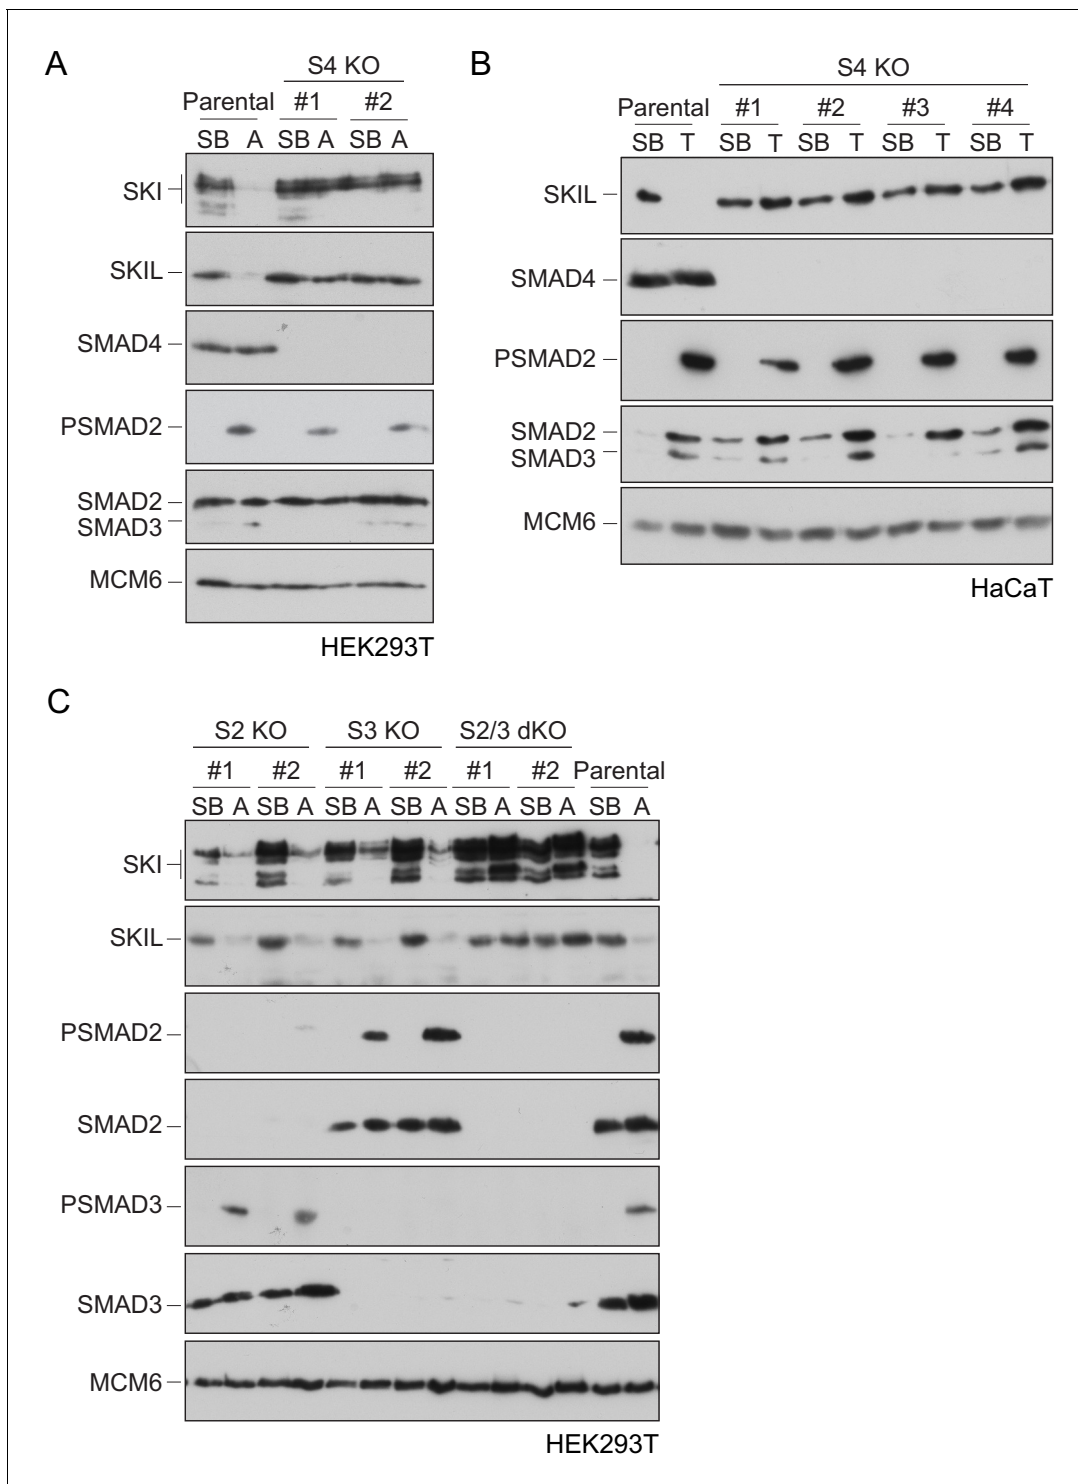 A
S4 KO
Parental #1 #2
SB A SB A SB A
SKI
SKIL
SMAD4
PSMAD2
SMAD2
SMAD3
MCM6
HEK293T
B
S4 KO
Parental #1 #2 #3 #4
SB T SB T SB T SB T SB T
SKIL
SMAD4
PSMAD2
SMAD2
SMAD3
MCM6
HaCaT
C
S2 KO S3 KO S2/3 dKO
#1 #2 #1 #2 #1 #2 Parental
SB A SB A SB A SB A SB A SB A SB A
SKI
SKIL
PSMAD2
SMAD2
PSMAD3
SMAD3
MCM6
HEK293T